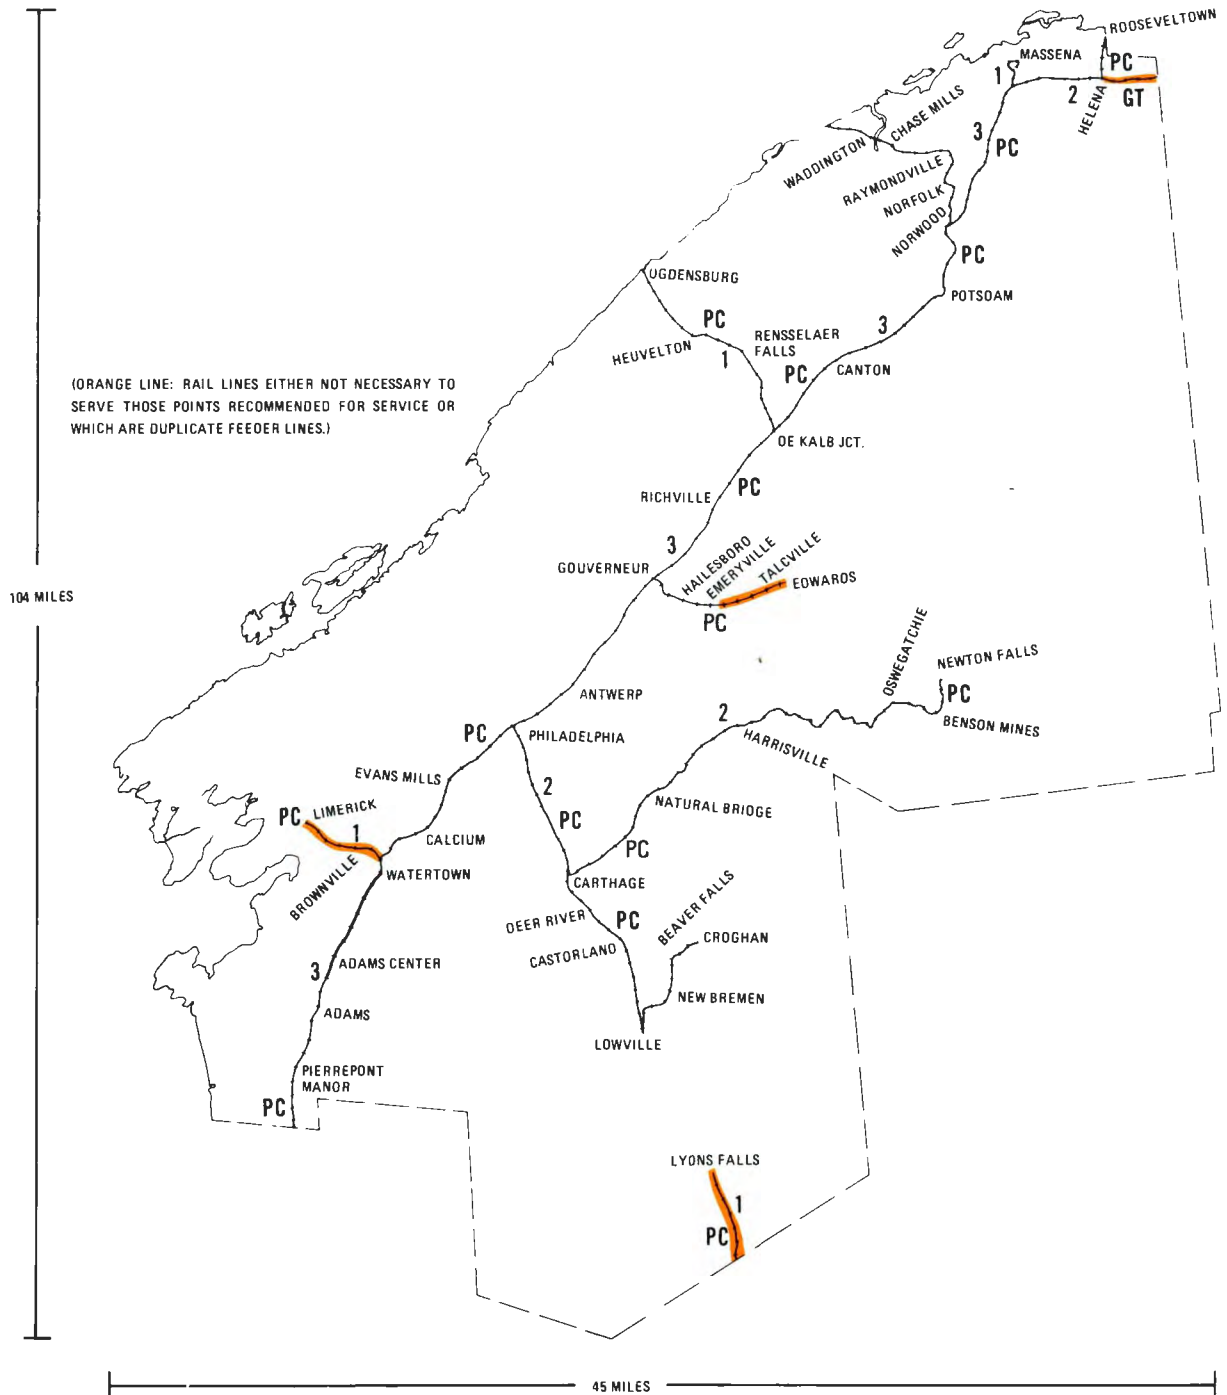 ROOSEVELTOWN
MASSENA
PC
1
2
GT
HELENA
CHASE MILLS
3
PC
WADDINGTON
RAYMONDVILLE
NORFOLK
NORWOOD
PC
OGDENSBURG
POTSDAM
PC
3
RENSSELAER
FALLS
HEUVELTON
1
PC
CANTON
(ORANGE LINE: RAIL LINES EITHER NOT NECESSARY TO
SERVE THOSE POINTS RECOMMENDED FOR SERVICE OR
WHICH ARE DUPLICATE FEEDER LINES.)
DE KALB JCT.
PC
RICHVILLE
3
HAILESBORO
EMERYVILLE
TALCVILLE
GOUVERNEUR
EDWARDS
104 MILES
PC
OSWEGATCHIE
NEWTON FALLS
ANTWERP
PC
2
BENSON MINES
PC
PHILADELPHIA
HARRISVILLE
EVANS MILLS
2
PC
LIMERICK
NATURAL BRIDGE
1
PC
CALCIUM
PC
BROWNVILLE
WATERTOWN
CARTHAGE
DEER RIVER
PC
BEAVER FALLS
CROGHAN
CASTORLAND
3
ADAMS CENTER
NEW BREMEN
ADAMS
LOWVILLE
PIERREPONT
MANOR
PC
LYONS FALLS
1
PC
45 MILES